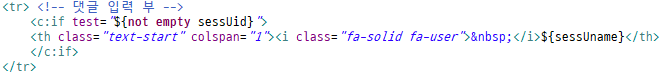 <tr> <!-- 댓글 입력 부 -->
<c:if test="${not empty sessUid}">
<th class="text-start" colspan="1"><i class="fa-solid fa-user">&nbsp;</i>${sessUname}</th>
</c:if>
</tr>